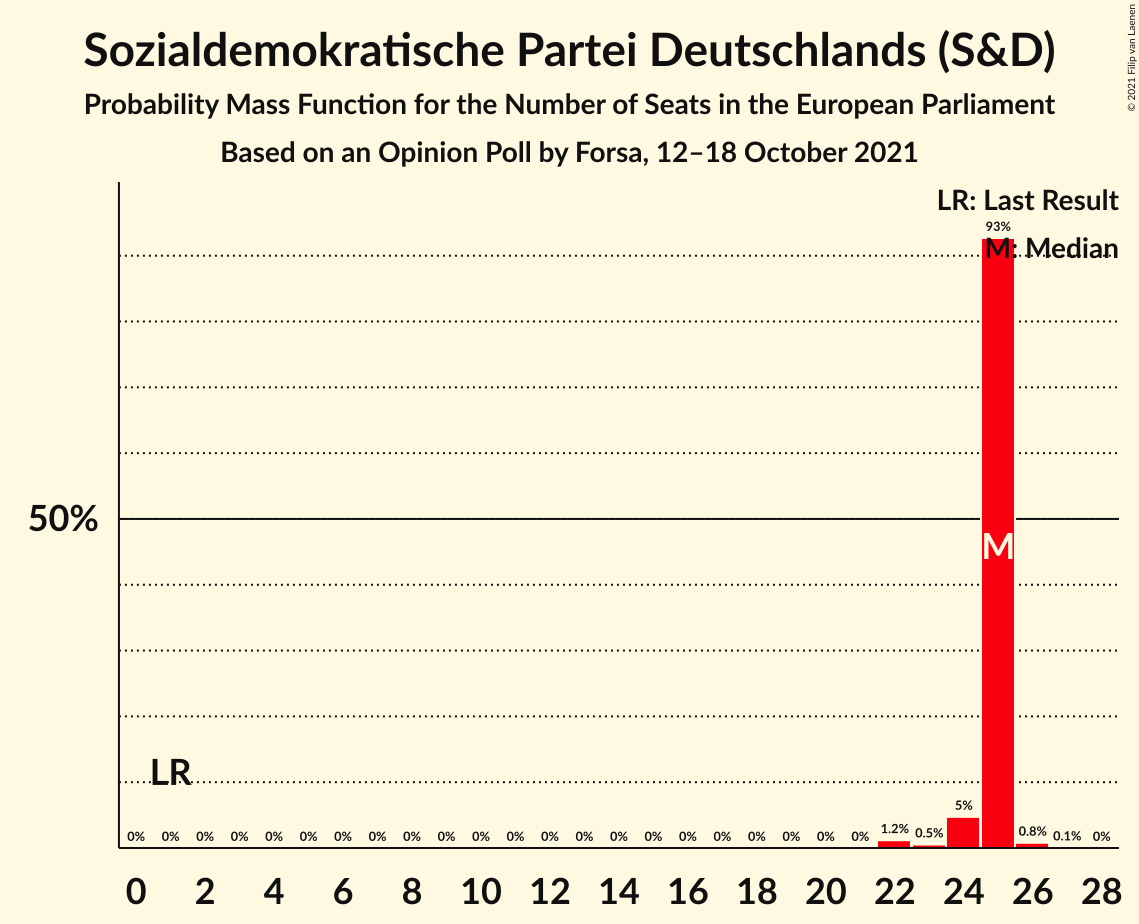 Sozialdemokratische Partei Deutschlands (S&D)
Probability Mass Function for the Number of Seats in the European Parliament
Based on an Opinion Poll by Forsa, 12–18 October 2021
© 2021 Filip van Laenen
LR: Last Result
93%
M: Median
50%
M
LR
0% 0% 0% 0% 0% 0% 0% 0% 0% 0% 0% 0% 0% 0% 0% 0% 0% 0% 0% 0% 0% 0% 1.2% 0.5% 5% 0.8% 0.1% 0%
0 2 4 6 8 10 12 14 16 18 20 22 24 26 28